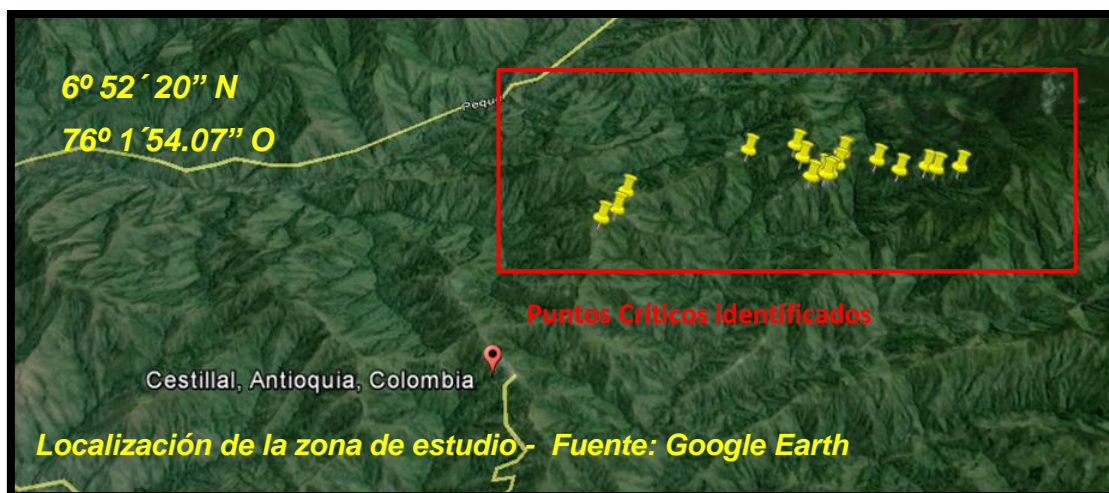 6º 52´ 20” N
76º 1´54.07” O
Pequ
Puntos Críticos identificados
Cestillal, Antioquia, Colombia
Localización de la zona de estudio - Fuente: Google Earth